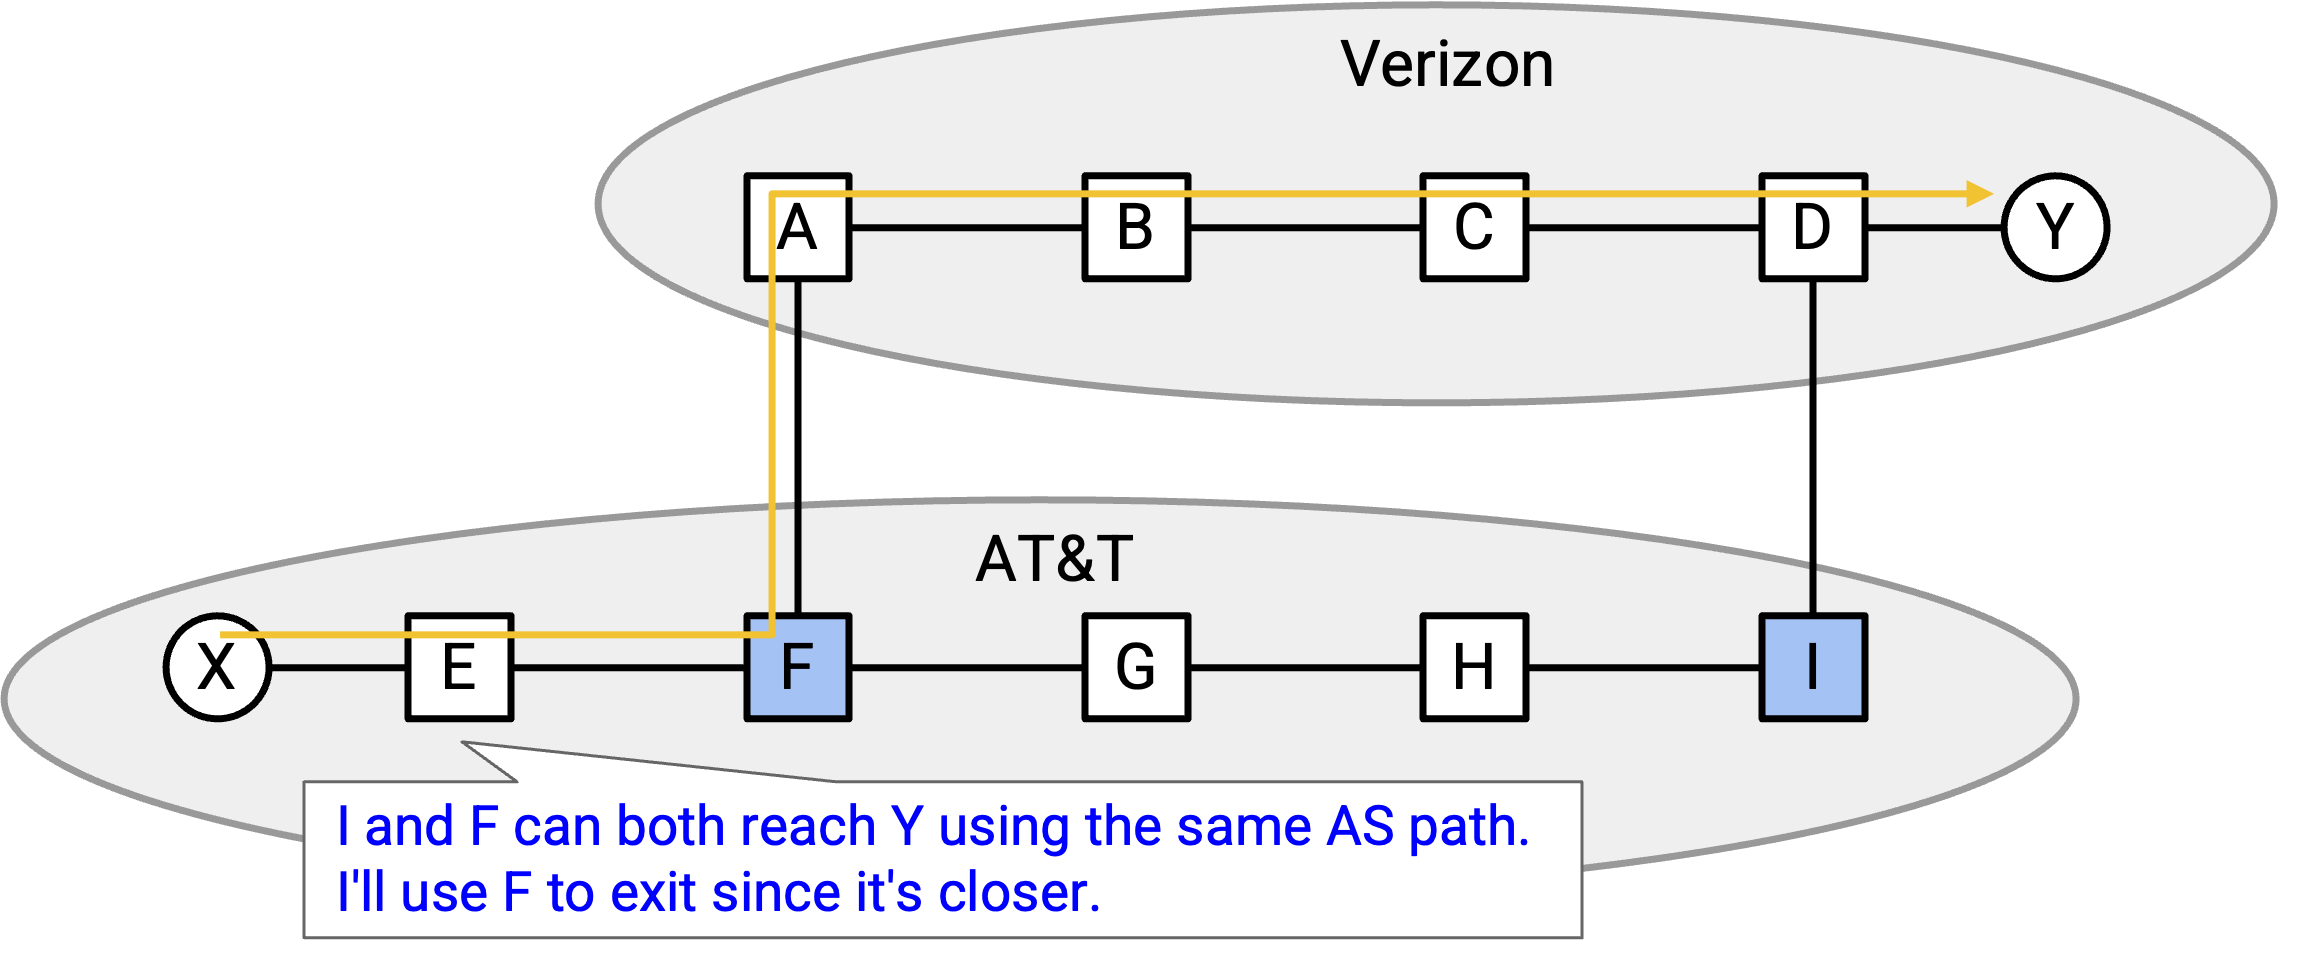 Verizon
A B C D Y
AT&T
X E F G H I
I and F can both reach Y using the same AS path.
I'll use F to exit since it's closer.